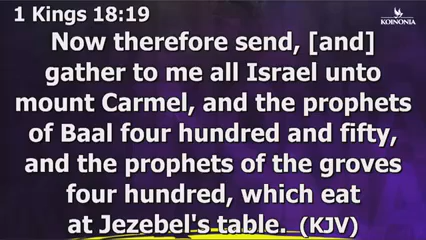 1 Kings 18:19
KOINONIA
Now therefore send, [and]
gather to me all Israel unto
mount Carmel, and the prophets
of Baal four hundred and fifty,
and the prophets of the groves
four hundred, which eat
at Jezebel's table. (KJV)